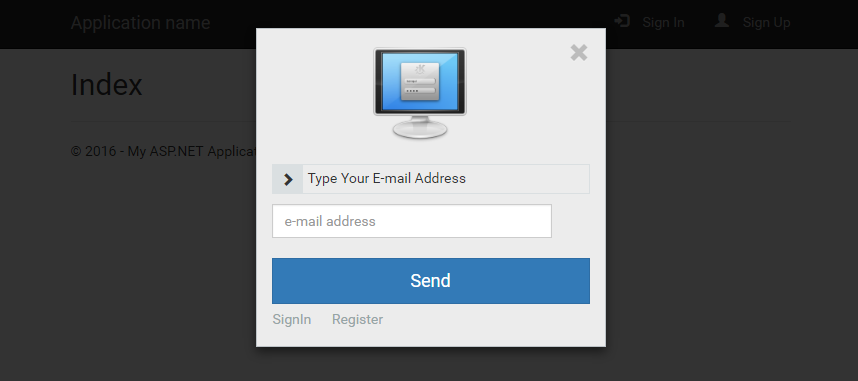 Application name
Sign In
Sign Up
Index
© 2016 - My ASP.NET Applicat
Type Your E-mail Address
e-mail address
Send
SignIn
Register